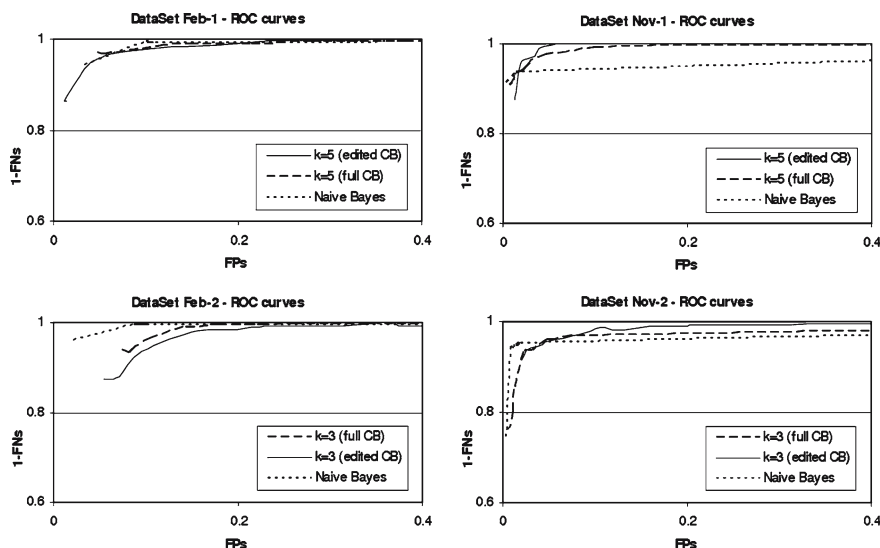 DataSet Feb-1 - ROC curves
1
0.8
0.6
1-FNs
0
0.2
0.4
FPs
k=5 (edited CB)
k=5 (full CB)
Naive Bayes
DataSet Nov-1 - ROC curves
1
0.8
0.6
1-FNs
0
0.2
0.4
FPs
k=5 (edited CB)
k=5 (full CB)
Naive Bayes
DataSet Feb-2 - ROC curves
1
0.8
0.6
1-FNs
0
0.2
0.4
FPs
k=3 (full CB)
k=3 (edited CB)
Naive Bayes
DataSet Nov-2 - ROC curves
1
0.8
0.6
1-FNs
0
0.2
0.4
FPs
k=3 (full CB)
k=3 (edited CB)
Naive Bayes